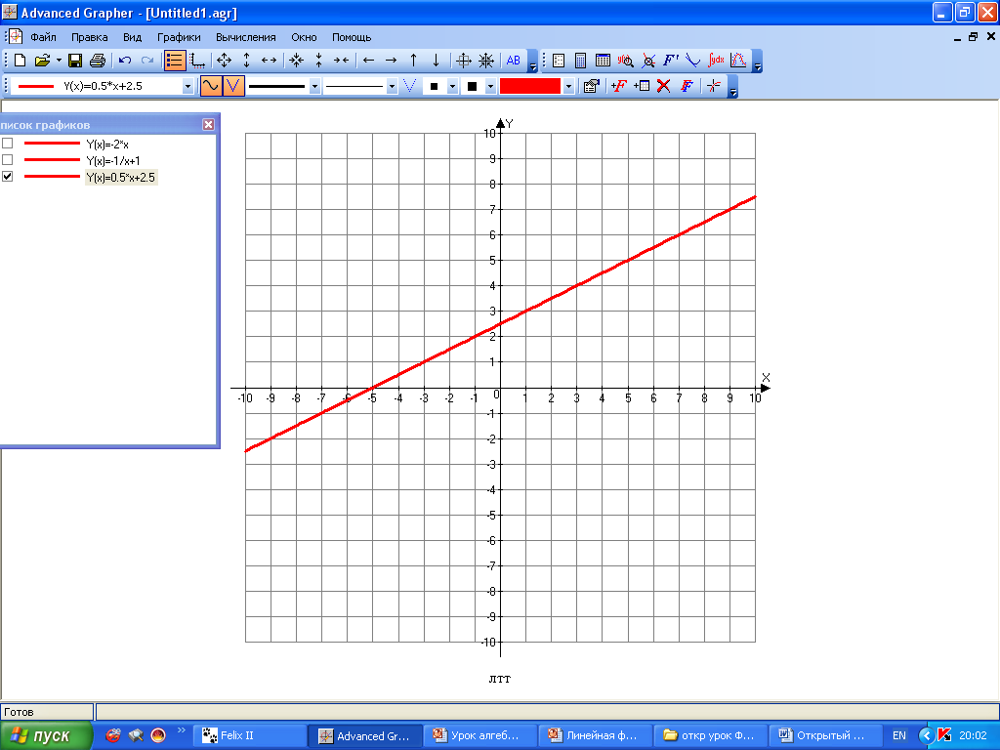 Advanced Grapher - [Untitled1.agr]
Файл Правка Вид Графики Вычисления Окно Помощь
AB F' ∫ydx
Y(x)=0.5*x+2.5 +F F
писок графиков
Y(x)=-2*x
Y(x)=-1/x+1
Y(x)=0.5*x+2.5
Y
10
9
8
7
6
5
4
3
2
1
X
-10 -9 -8 -7 -6 -5 -4 -3 -2 -1 0 1 2 3 4 5 6 7 8 9 10
-1
-2
-3
-4
-5
-6
-7
-8
-9
-10
лтт
Готов
пуск » Felix II Advanced Gr... Урок алгеб... Линейная ф... откр урок Ф... Открытый ... EN 20:02